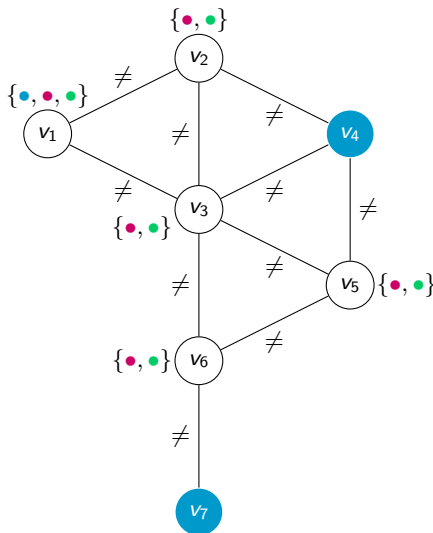 {•, •}
v2
≠
{•, •, •}
≠
v1
≠
v4
≠
≠
v3
{•, •}
≠
≠
v5
{•, •}
≠
≠
{•, •}
v6
≠
v7